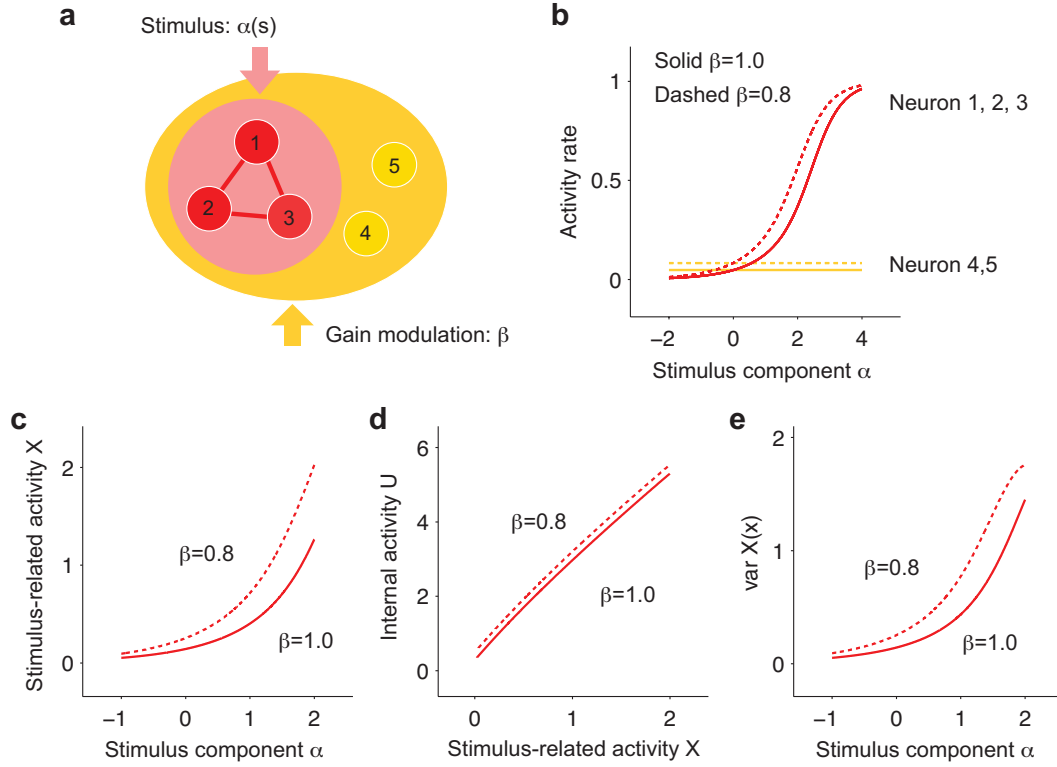 a
Stimulus: α(s)
1
2
3
4
5
Gain modulation: β
b
Solid β=1.0
Dashed β=0.8
Neuron 1, 2, 3
Neuron 4,5
Activity rate
1
0.5
0
−2
0
2
4
Stimulus component α
c
Stimulus-related activity X
2
1
0
β=0.8
β=1.0
−1
0
1
2
Stimulus component α
d
Internal activity U
6
4
2
0
β=0.8
β=1.0
0
1
2
Stimulus-related activity X
e
var X(x)
2
1
0
β=0.8
β=1.0
−1
0
1
2
Stimulus component α